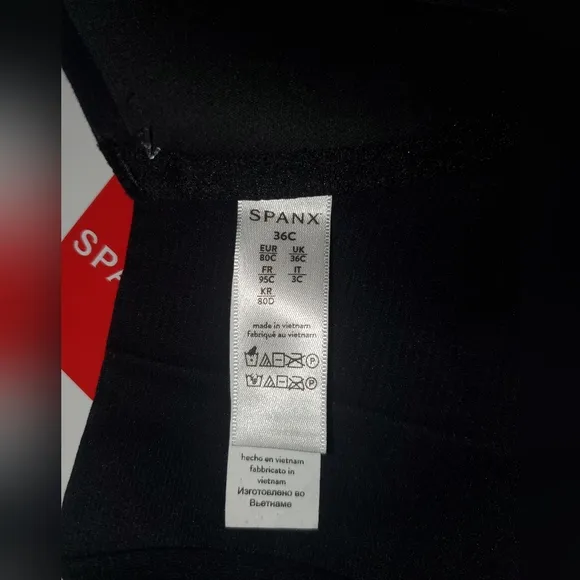 SPANX
36C
EUR UK
80C 36C
FR IT
95C 3C
KR
80D
made in vietnam
fabriqué au vietnam
hecho en vietnam
fabbricato in
vietnam
Изготовлено во
Вьетнаме
SPA